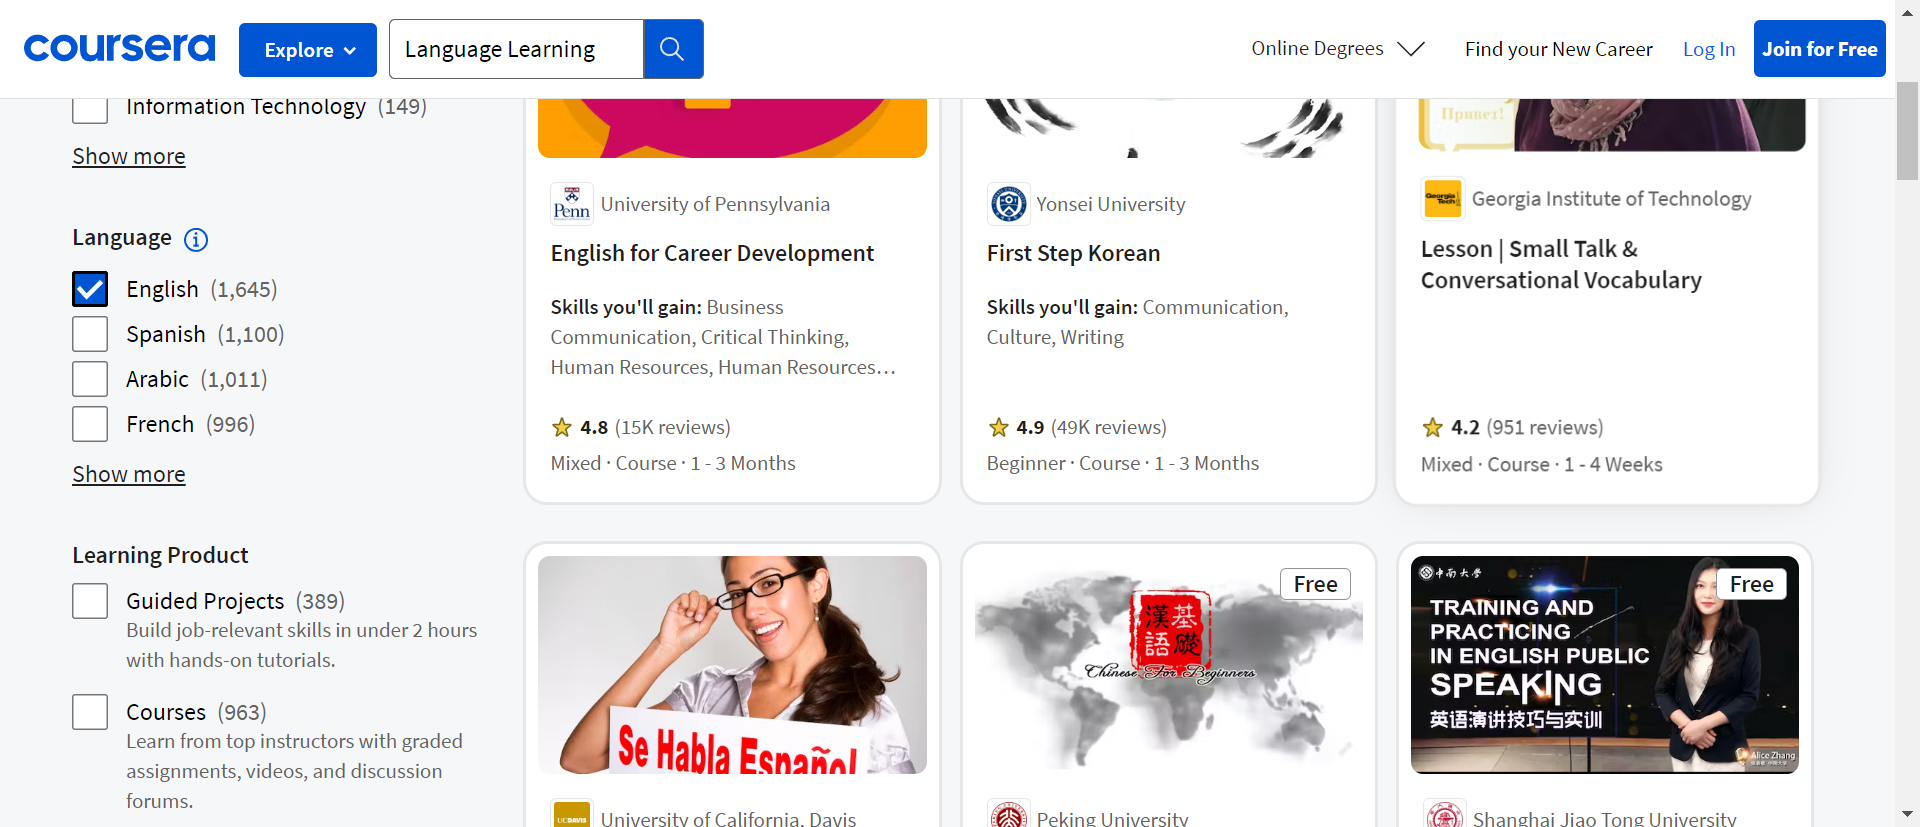 coursera
Explore
Language Learning
Online Degrees
Find your New Career
Log In
Join for Free
Information Technology (149)
Show more
Language
English (1,645)
Spanish (1,100)
Arabic (1,011)
French (996)
Show more
Learning Product
Guided Projects (389)
Build job-relevant skills in under 2 hours
with hands-on tutorials.
Courses (963)
Learn from top instructors with graded
assignments, videos, and discussion
forums.
Penn
University of Pennsylvania
English for Career Development
Skills you'll gain: Business
Communication, Critical Thinking,
Human Resources, Human Resources…
4.8 (15K reviews)
Mixed · Course · 1 - 3 Months
Yonsei University
First Step Korean
Skills you'll gain: Communication,
Culture, Writing
4.9 (49K reviews)
Beginner · Course · 1 - 3 Months
Привет!
Georgia Tech
Georgia Institute of Technology
Lesson | Small Talk &
Conversational Vocabulary
4.2 (951 reviews)
Mixed · Course · 1 - 4 Weeks
Se Habla Español
UCDAVIS
University of California, Davis
Free
漢語
基礎
Chinese For Beginners
Peking University
中南大学
Free
TRAINING AND
PRACTICING
IN ENGLISH PUBLIC
SPEAKING
英语演讲技巧与实训
Alice Zhang
Shanghai Jiao Tong University